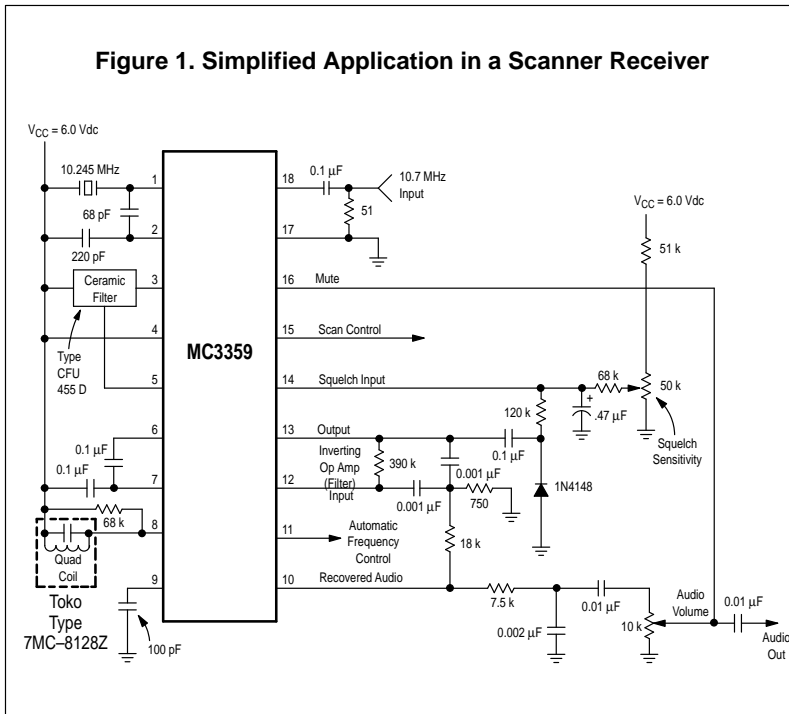 Figure 1. Simplified Application in a Scanner Receiver
VCC = 6.0 Vdc
10.245 MHz
1
68 pF
2
220 pF
Ceramic
Filter
3
4
Type
CFU
455 D
5
6
0.1 µF
0.1 µF
7
68 k
8
Quad
Coil
9
Toko
Type
7MC–8128Z
100 pF
MC3359
18
0.1 µF
10.7 MHz
Input
51
17
VCC = 6.0 Vdc
51 k
16
Mute
15
Scan Control
14
Squelch Input
68 k
50 k
120 k
+
.47 µF
Squelch
Sensitivity
13
Output
0.1 µF
Inverting
Op Amp
(Filter)
Input
390 k
0.001 µF
12
0.001 µF
750
1N4148
11
Automatic
Frequency
Control
18 k
10
Recovered Audio
7.5 k
0.01 µF
Audio
Volume
0.01 µF
0.002 µF
10 k
Audio
Out